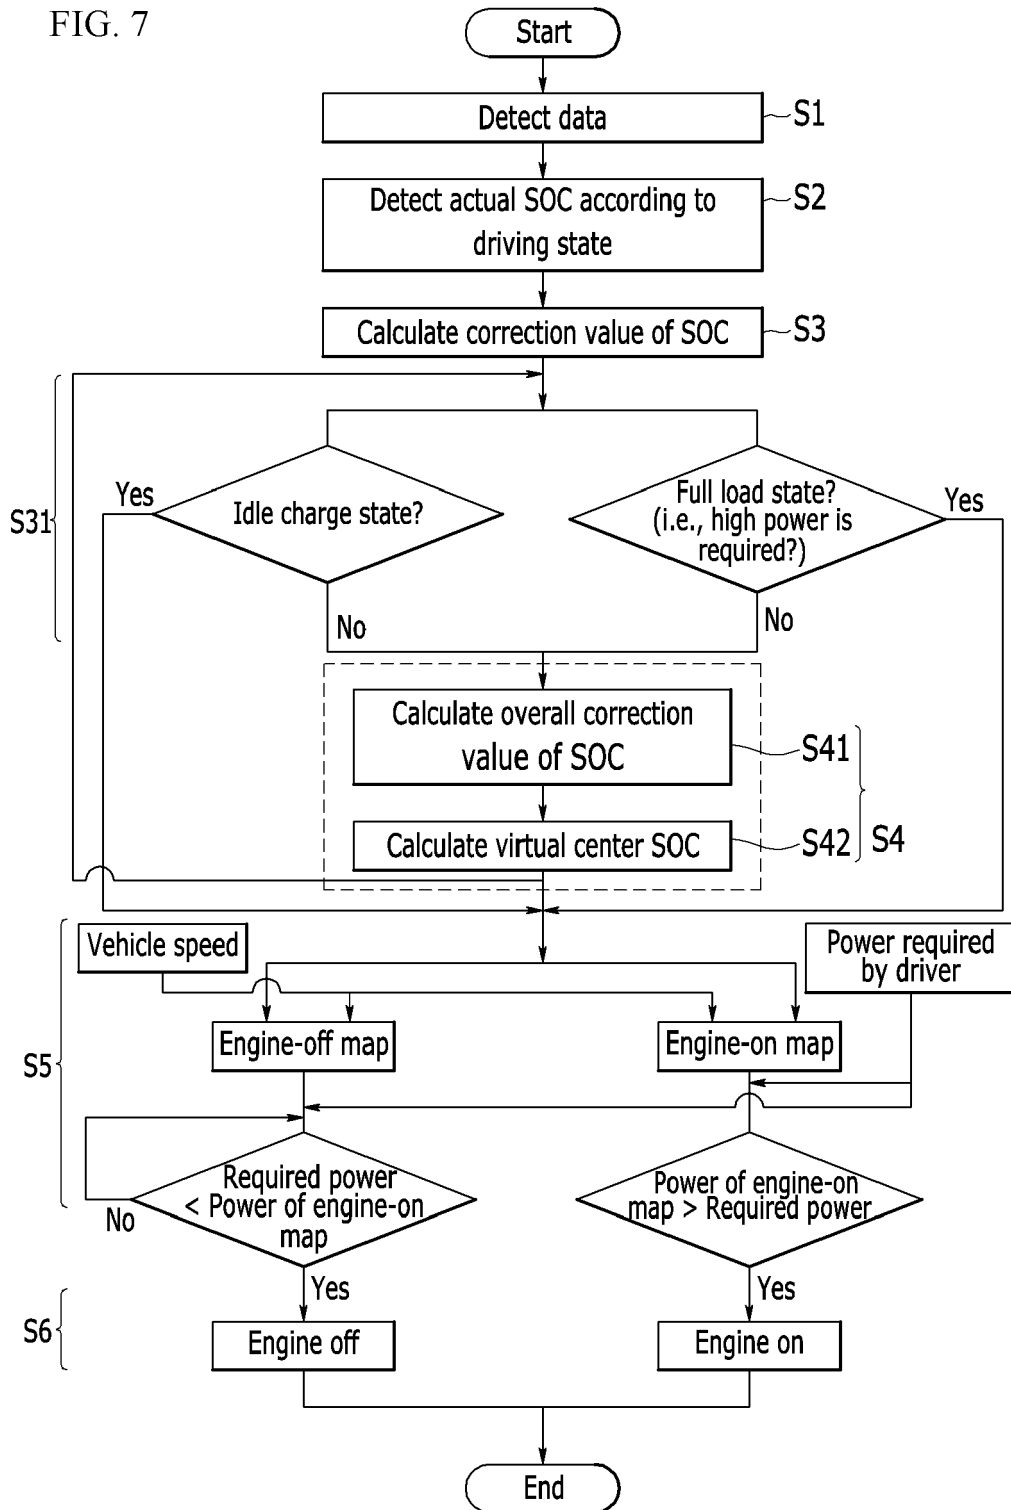 FIG. 7
Start
Detect data
S1
Detect actual SOC according to
driving state
S2
Calculate correction value of SOC
S3
S31
Yes
Idle charge state?
No
Full load state?
(i.e., high power is
required?)
Yes
No
Calculate overall correction
value of SOC
S41
Calculate virtual center SOC
S42
S4
Vehicle speed
Power required
by driver
S5
Engine-off map
Engine-on map
Required power
< Power of engine-on
map
No
Yes
Power of engine-on
map > Required power
Yes
S6
Engine off
Engine on
End